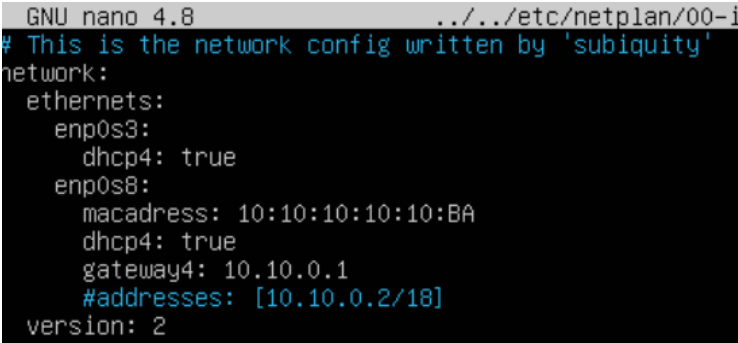 GNU nano 4.8 ../../etc/netplan/00-i
# This is the network config written by 'subiquity'
network:
  ethernets:
    enp0s3:
      dhcp4: true
    enp0s8:
      macadress: 10:10:10:10:10:BA
      dhcp4: true
      gateway4: 10.10.0.1
      #addresses: [10.10.0.2/18]
  version: 2